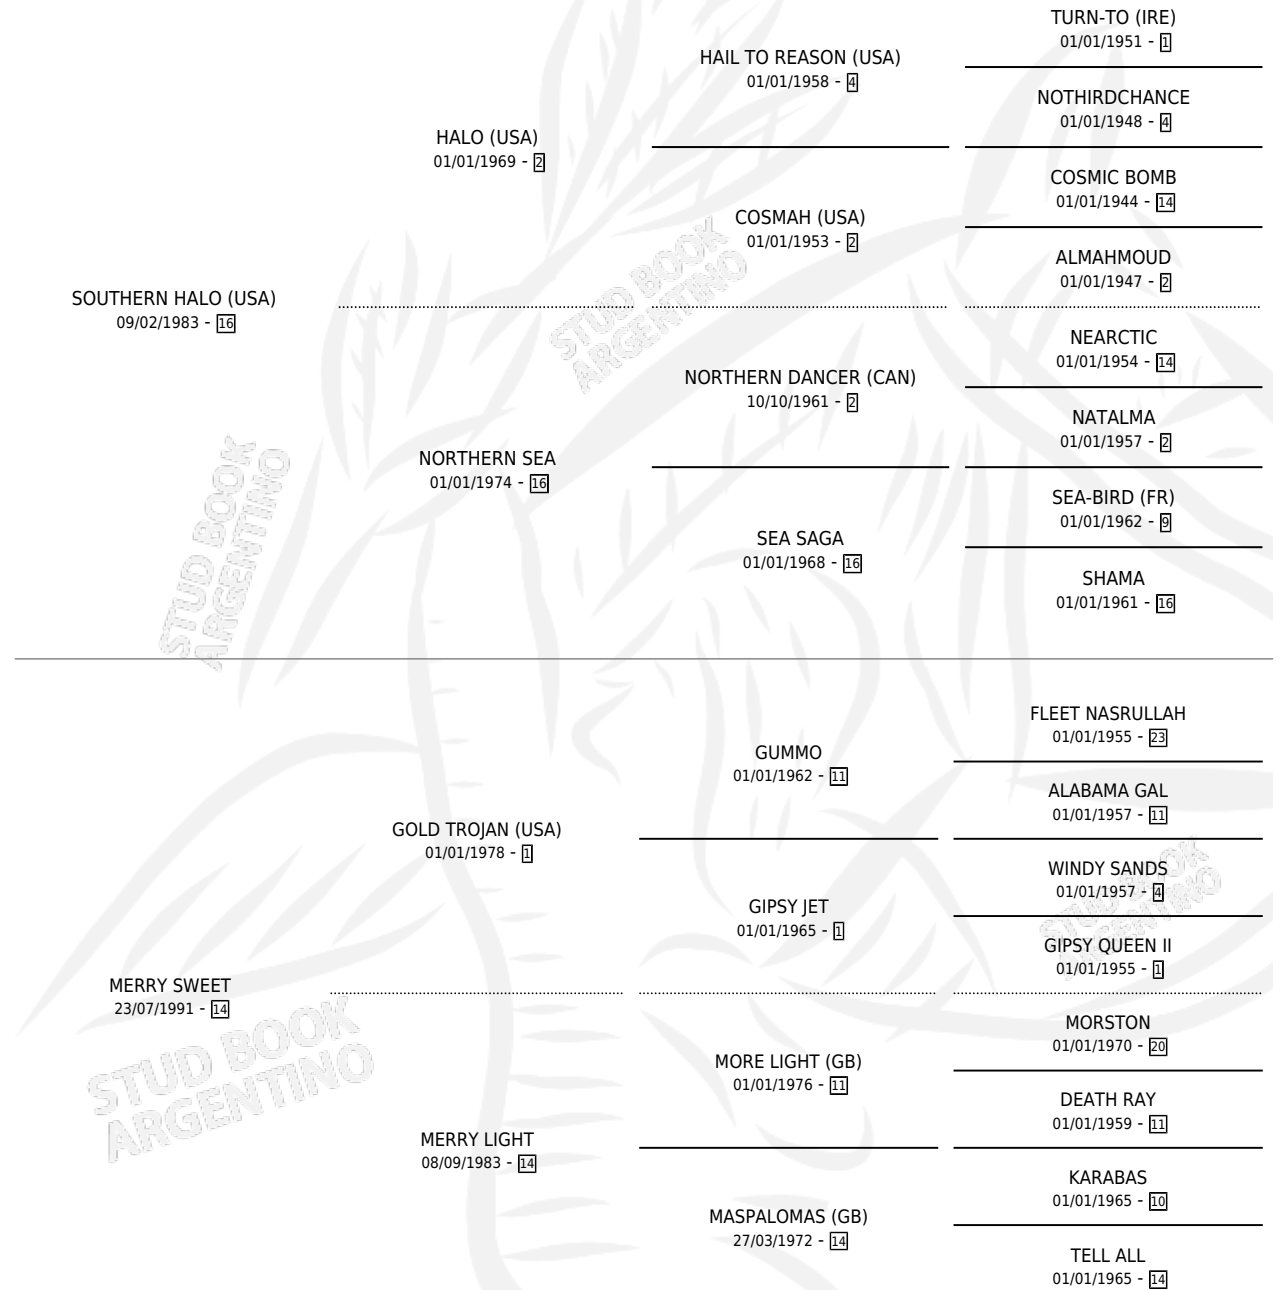 TURN-TO (IRE)
01/01/1951 - 1
HAIL TO REASON (USA)
01/01/1958 - 4
NOTHIRDCHANCE
01/01/1948 - 4
HALO (USA)
01/01/1969 - 2
COSMIC BOMB
01/01/1944 - 14
COSMAH (USA)
01/01/1953 - 2
ALMAHMOUD
01/01/1947 - 2
SOUTHERN HALO (USA)
09/02/1983 - 16
STUD BOOK
ARGENTINO
NEARCTIC
01/01/1954 - 14
NORTHERN DANCER (CAN)
10/10/1961 - 2
NATALMA
01/01/1957 - 2
NORTHERN SEA
01/01/1974 - 16
STUD BOOK
ARGENTINO
SEA-BIRD (FR)
01/01/1962 - 9
SEA SAGA
01/01/1968 - 16
SHAMA
01/01/1961 - 16
FLEET NASRULLAH
01/01/1955 - 23
GUMMO
01/01/1962 - 11
ALABAMA GAL
01/01/1957 - 11
GOLD TROJAN (USA)
01/01/1978 - 1
WINDY SANDS
01/01/1957 - 4
STUD BOOK
ARGENTINO
GIPSY JET
01/01/1965 - 1
GIPSY QUEEN II
01/01/1955 - 1
MERRY SWEET
23/07/1991 - 14
STUD BOOK
ARGENTINO
MORSTON
01/01/1970 - 20
MORE LIGHT (GB)
01/01/1976 - 11
DEATH RAY
01/01/1959 - 11
MERRY LIGHT
08/09/1983 - 14
KARABAS
01/01/1965 - 10
MASPALOMAS (GB)
27/03/1972 - 14
TELL ALL
01/01/1965 - 14